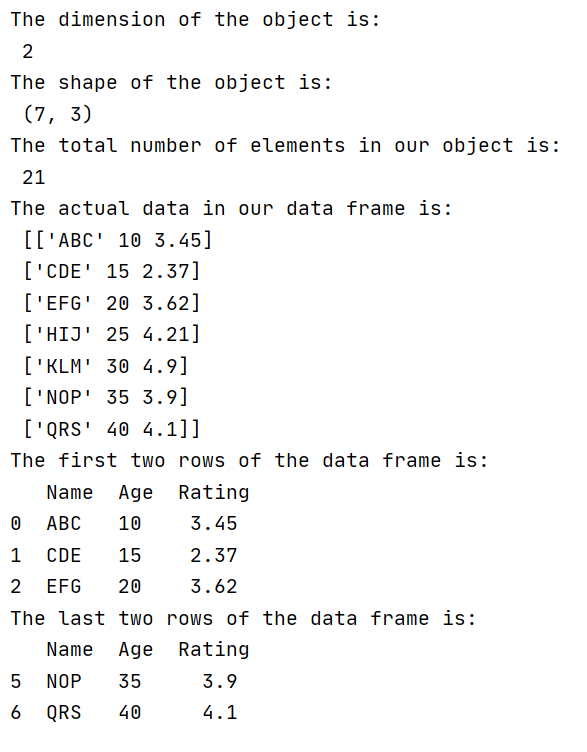 The dimension of the object is:
 2
The shape of the object is:
 (7, 3)
The total number of elements in our object is:
 21
The actual data in our data frame is:
 [['ABC' 10 3.45]
 ['CDE' 15 2.37]
 ['EFG' 20 3.62]
 ['HIJ' 25 4.21]
 ['KLM' 30 4.9]
 ['NOP' 35 3.9]
 ['QRS' 40 4.1]]
The first two rows of the data frame is:
   Name  Age  Rating
0  ABC   10    3.45
1  CDE   15    2.37
2  EFG   20    3.62
The last two rows of the data frame is:
   Name  Age  Rating
5  NOP   35     3.9
6  QRS   40     4.1